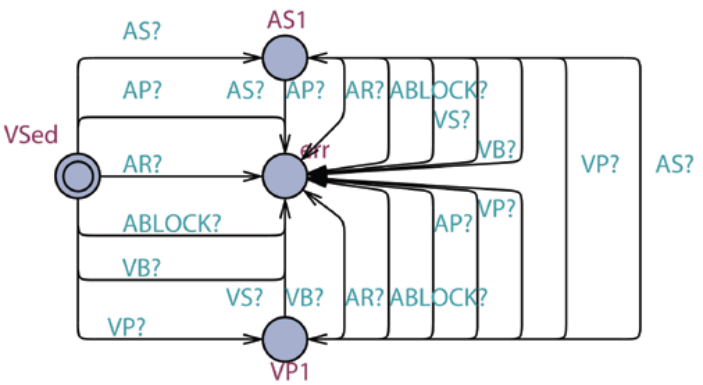 AS1
AS?
AP? AS? AP? AR? ABLOCK?
VS?
VSed err VB?
AR? VP? AS?
VP?
ABLOCK? AP?
VB?
VS? VB? AR? ABLOCK?
VP?
VP1